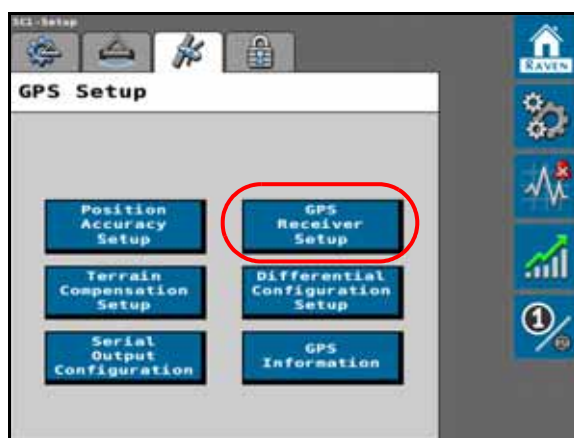 SC1-Setup
RAVEN
GPS Setup
Position
Accuracy
Setup
GPS
Receiver
Setup
Terrain
Compensation
Setup
Differential
Configuration
Setup
Serial
Output
Configuration
GPS
Information
1